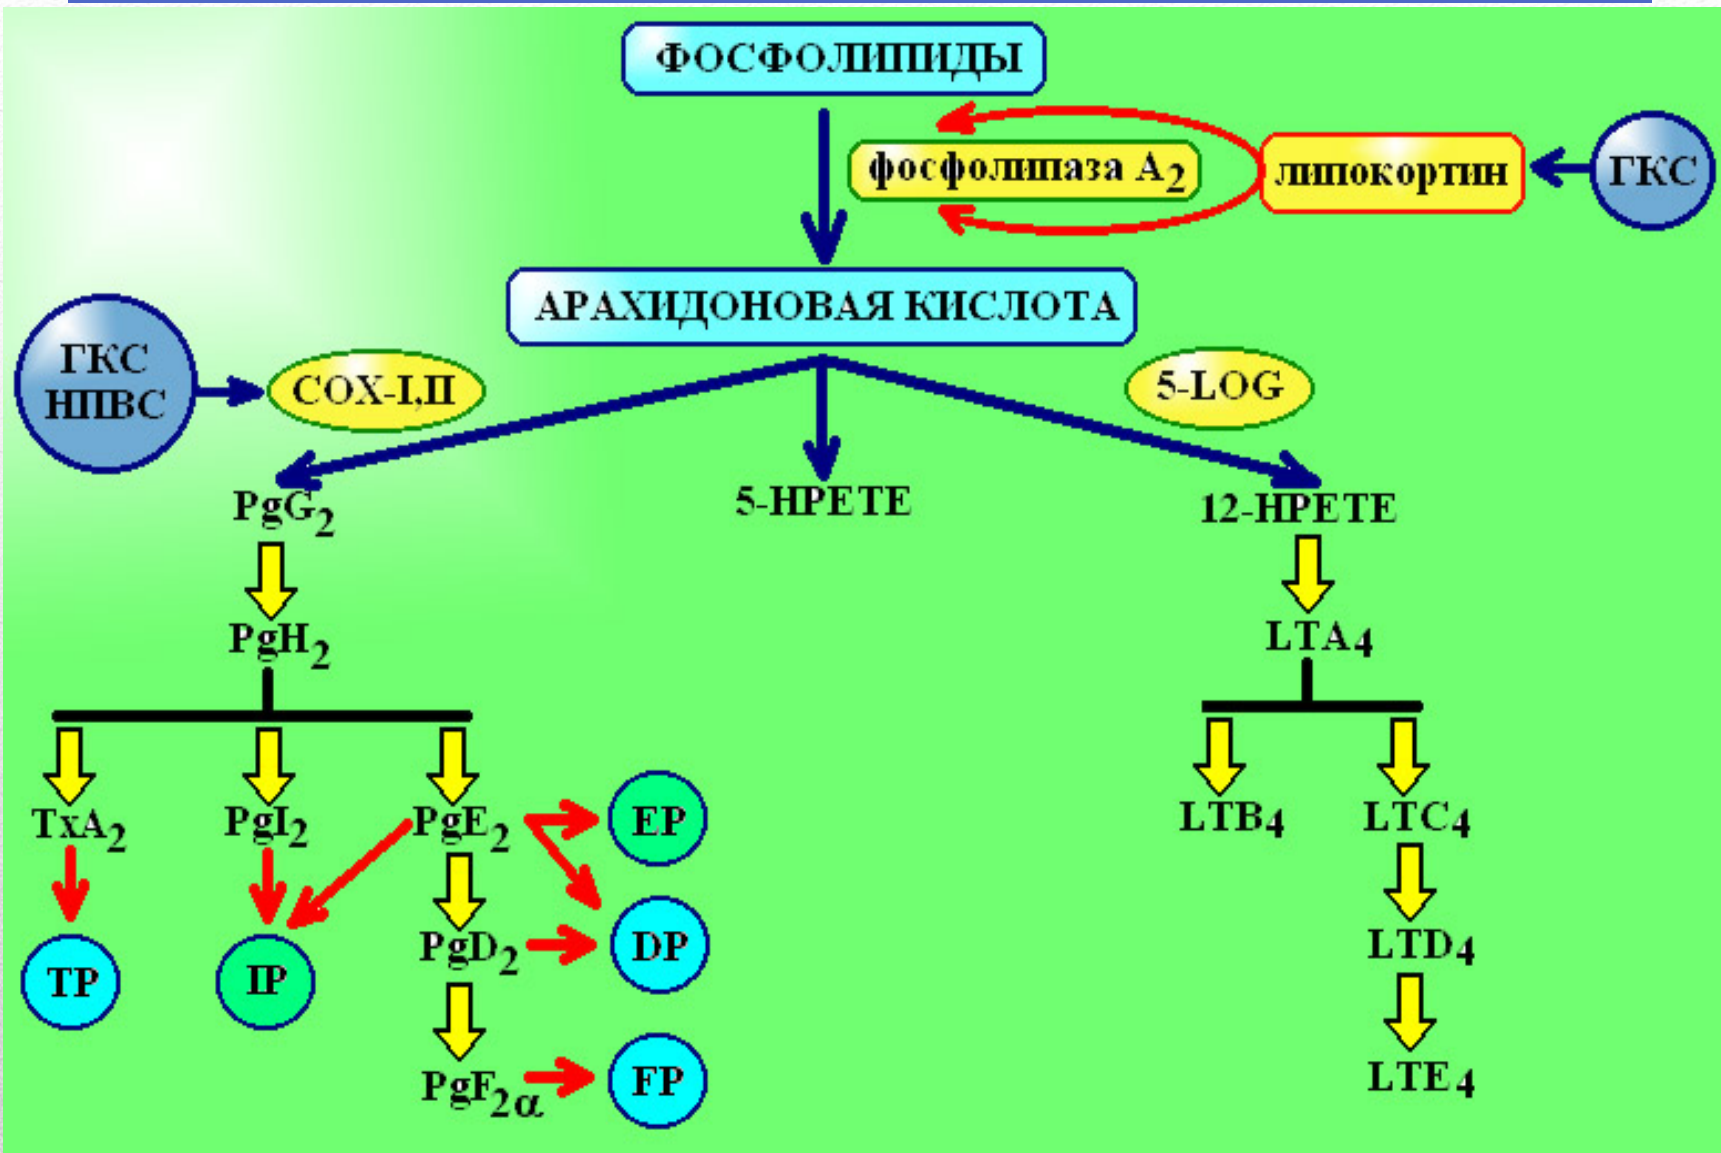 ФОСФОЛИПИДЫ
фосфолипаза А2
липокортин
ГКС
АРАХИДОНОВАЯ КИСЛОТА
ГКС
НПВС
COX-I,II
5-LOG
PgG2
5-HPETE
12-HPETE
PgH2
LTA4
TxA2
PgI2
PgE2
EP
LTB4
LTC4
TP
IP
PgD2
DP
LTD4
PgF2α
FP
LTE4